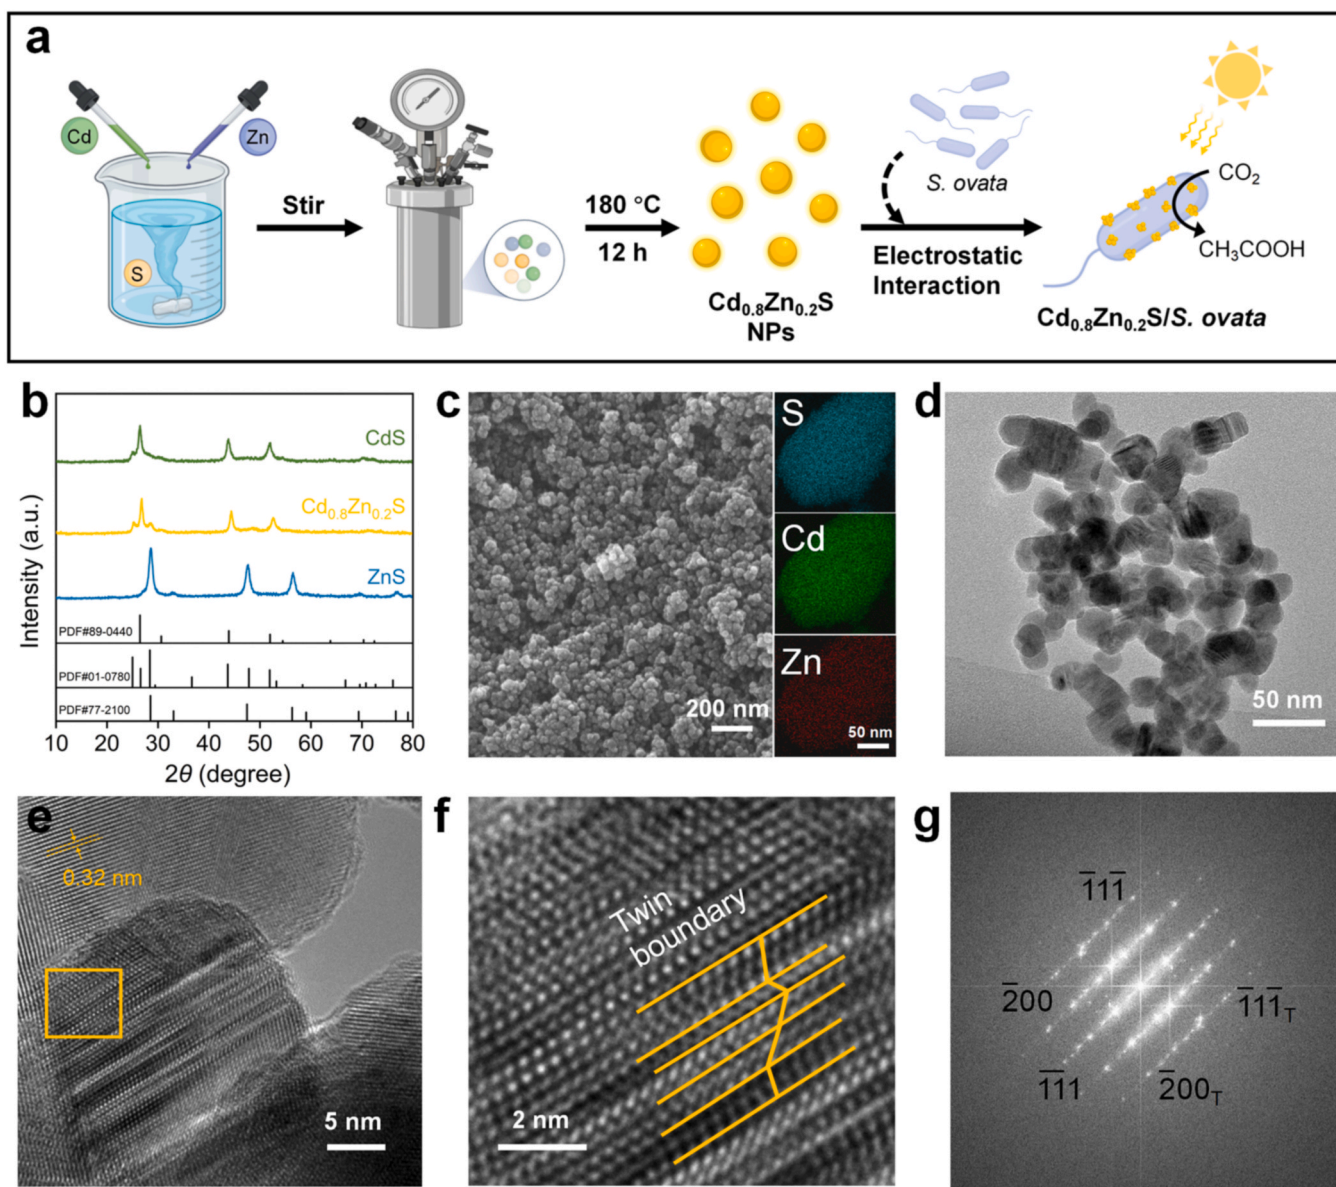 a
Cd
Zn
S
Stir
180 °C
12 h
Cd₀.₈Zn₀.₂S
NPs
S. ovata
Electrostatic
Interaction
CO₂
CH₃COOH
Cd₀.₈Zn₀.₂S/S. ovata
b
CdS
Cd₀.₈Zn₀.₂S
ZnS
PDF#89-0440
PDF#01-0780
PDF#77-2100
Intensity (a.u.)
10 20 30 40 50 60 70 80
2θ (degree)
c
200 nm
S
Cd
Zn
50 nm
d
50 nm
e
0.32 nm
5 nm
f
Twin
boundary
2 nm
g
1̅11̅
2̅00
1̅1̅1
1̅11̅T
2̅00T